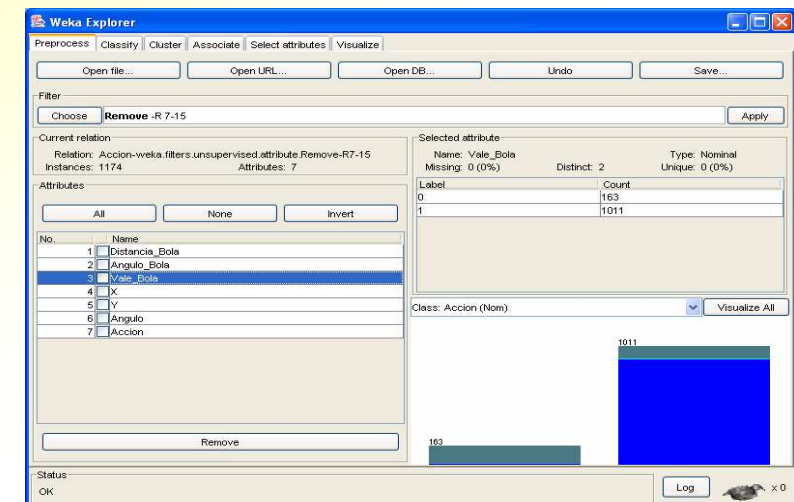 Weka Explorer
Preprocess Classify Cluster Associate Select attributes Visualize
Open file... Open URL... Open DB... Undo Save...
Filter
Choose Remove -R 7-15 Apply
Current relation
Relation: Accion-weka.filters.unsupervised.attribute.Remove-R7-15
Instances: 1174 Attributes: 7
Attributes
All None Invert
No. Name
1 Distancia_Bola
2 Angulo_Bola
3 Vale_Bola
4 X
5 Y
6 Angulo
7 Accion
Remove
Selected attribute
Name: Vale_Bola Type: Nominal
Missing: 0 (0%) Distinct: 2 Unique: 0 (0%)
Label Count
0 163
1 1011
Class: Accion (Nom) Visualize All
1011
163
Status
OK
Log x 0